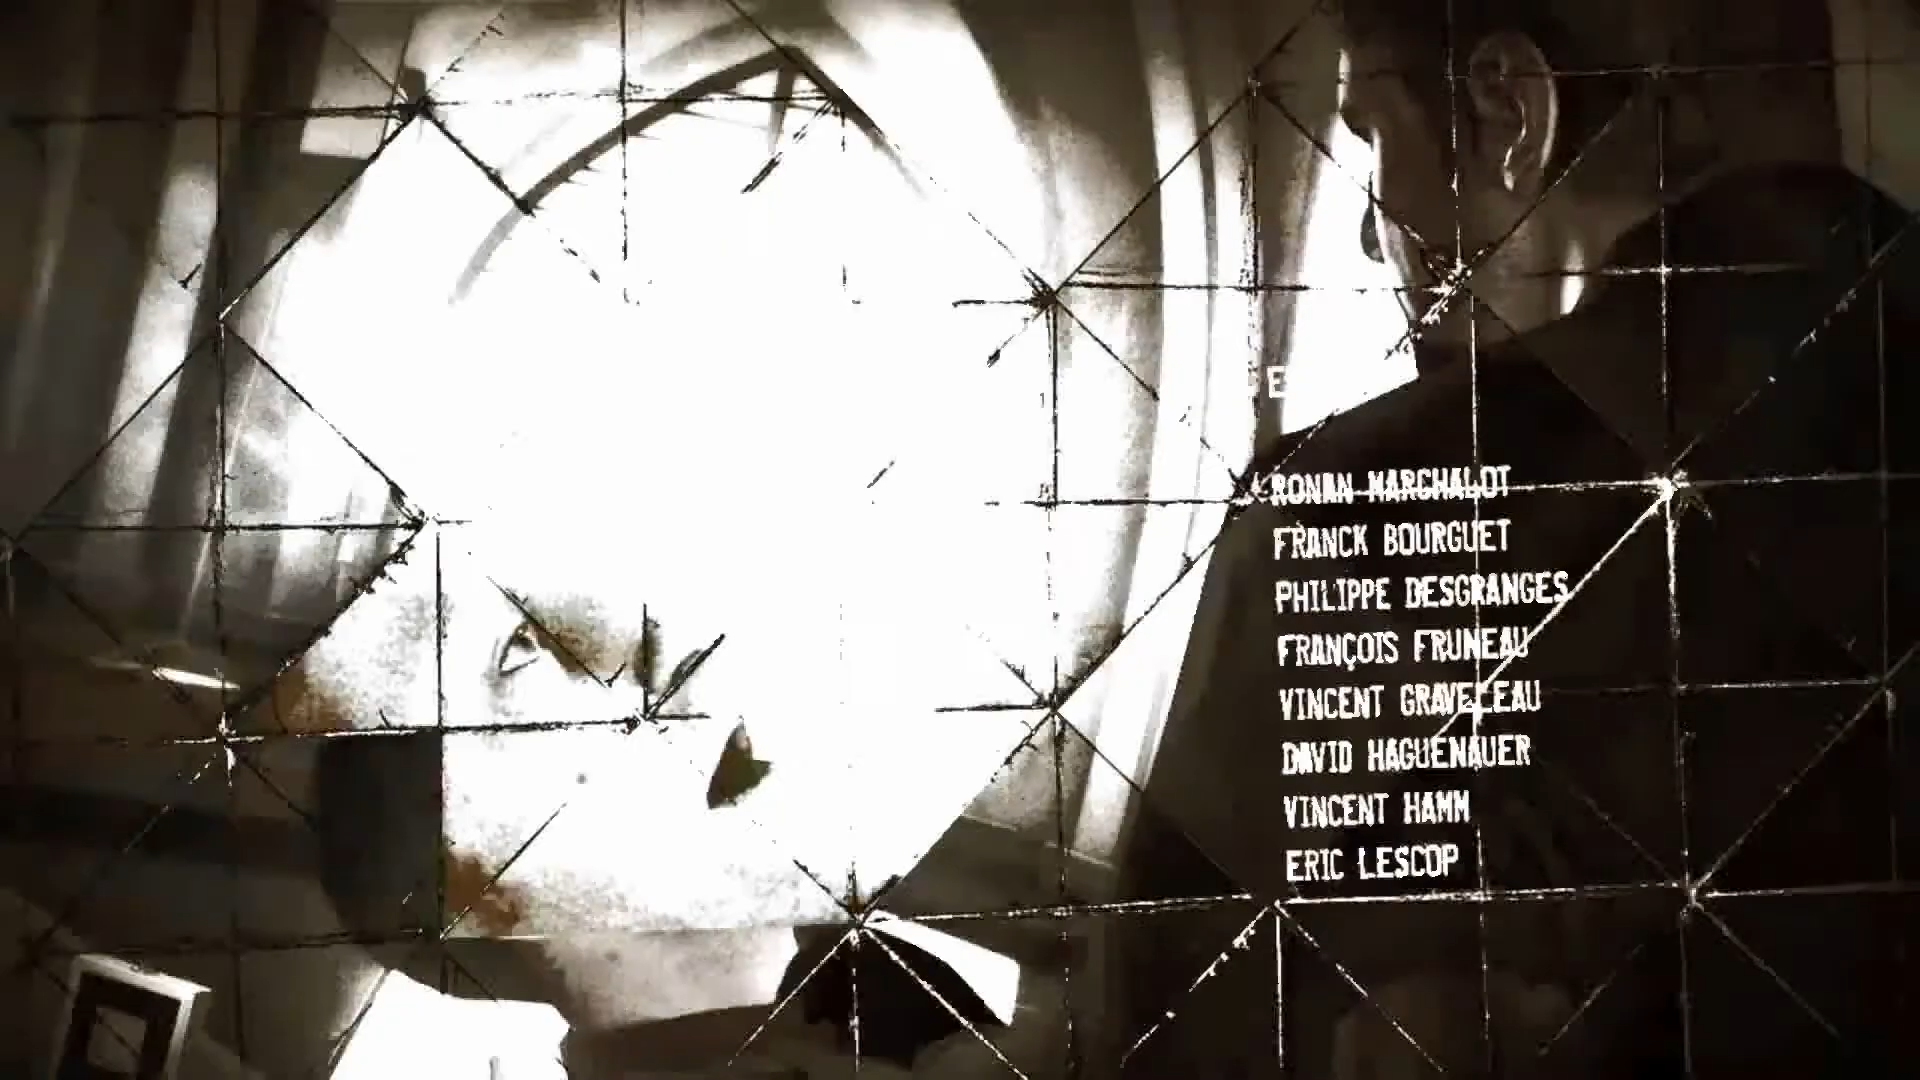 E
RONAN MARCHALOT
FRANCK BOURGUET
PHILIPPE DESGRANGES
FRANÇOIS FRUNEAU
VINCENT GRAVELEAU
DAVID HAGUENAUER
VINCENT HAMM
ERIC LESCOP